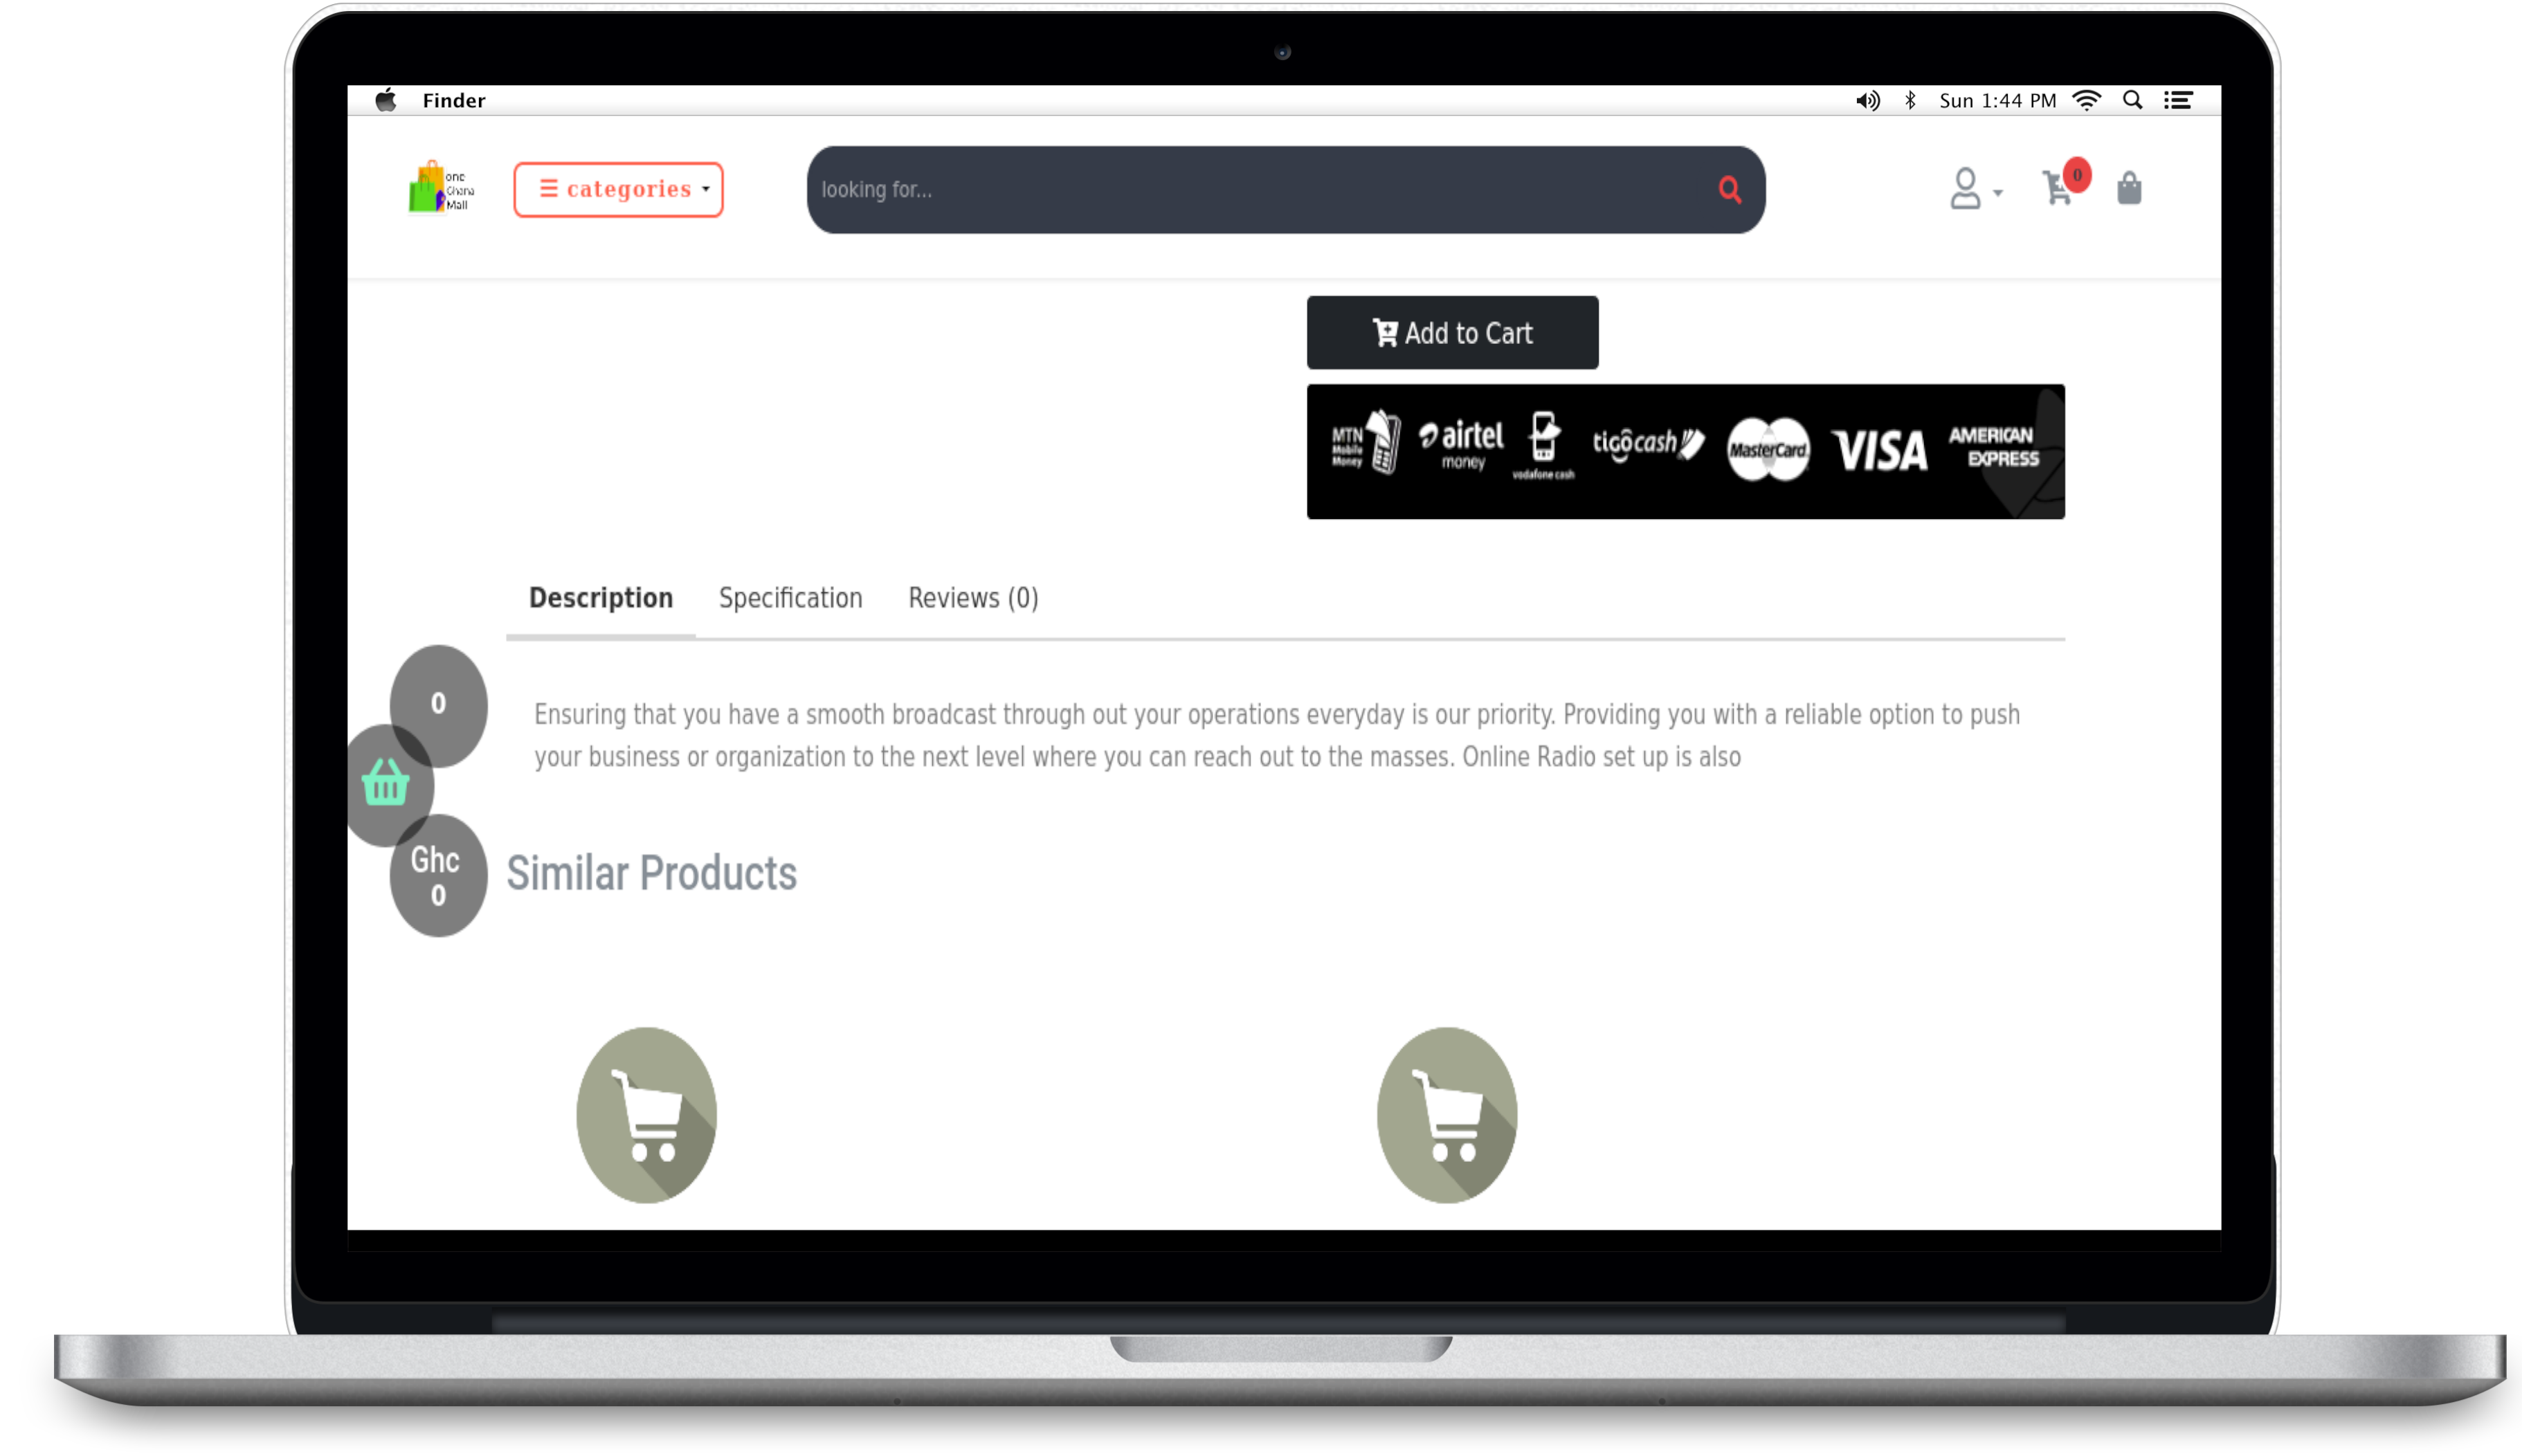 Finder
Sun 1:44 PM
one
Ghana
Mall
categories
looking for...
0
Add to Cart
MTN
Mobile
Money
airtel
money
vodafone cash
tigo cash
MasterCard
VISA
AMERICAN
EXPRESS
Description Specification Reviews (0)
0
Ensuring that you have a smooth broadcast through out your operations everyday is our priority. Providing you with a reliable option to push
your business or organization to the next level where you can reach out to the masses. Online Radio set up is also
Ghc
0
Similar Products